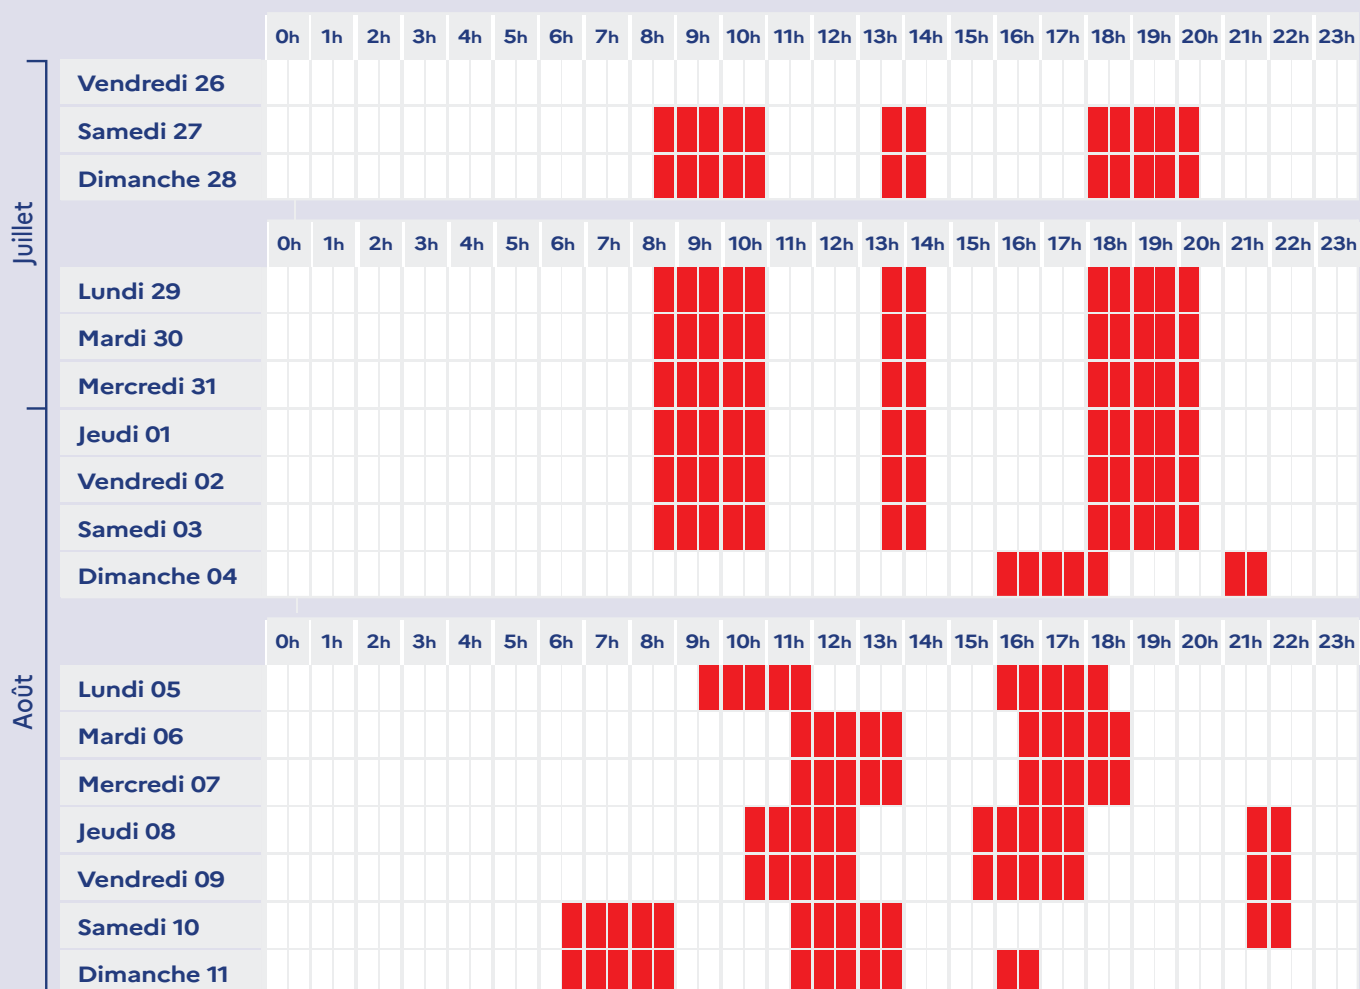 0h 1h 2h 3h 4h 5h 6h 7h 8h 9h 10h 11h 12h 13h 14h 15h 16h 17h 18h 19h 20h 21h 22h 23h
Juillet
Vendredi 26
Samedi 27
Dimanche 28
0h 1h 2h 3h 4h 5h 6h 7h 8h 9h 10h 11h 12h 13h 14h 15h 16h 17h 18h 19h 20h 21h 22h 23h
Lundi 29
Mardi 30
Mercredi 31
Août
Jeudi 01
Vendredi 02
Samedi 03
Dimanche 04
0h 1h 2h 3h 4h 5h 6h 7h 8h 9h 10h 11h 12h 13h 14h 15h 16h 17h 18h 19h 20h 21h 22h 23h
Lundi 05
Mardi 06
Mercredi 07
Jeudi 08
Vendredi 09
Samedi 10
Dimanche 11